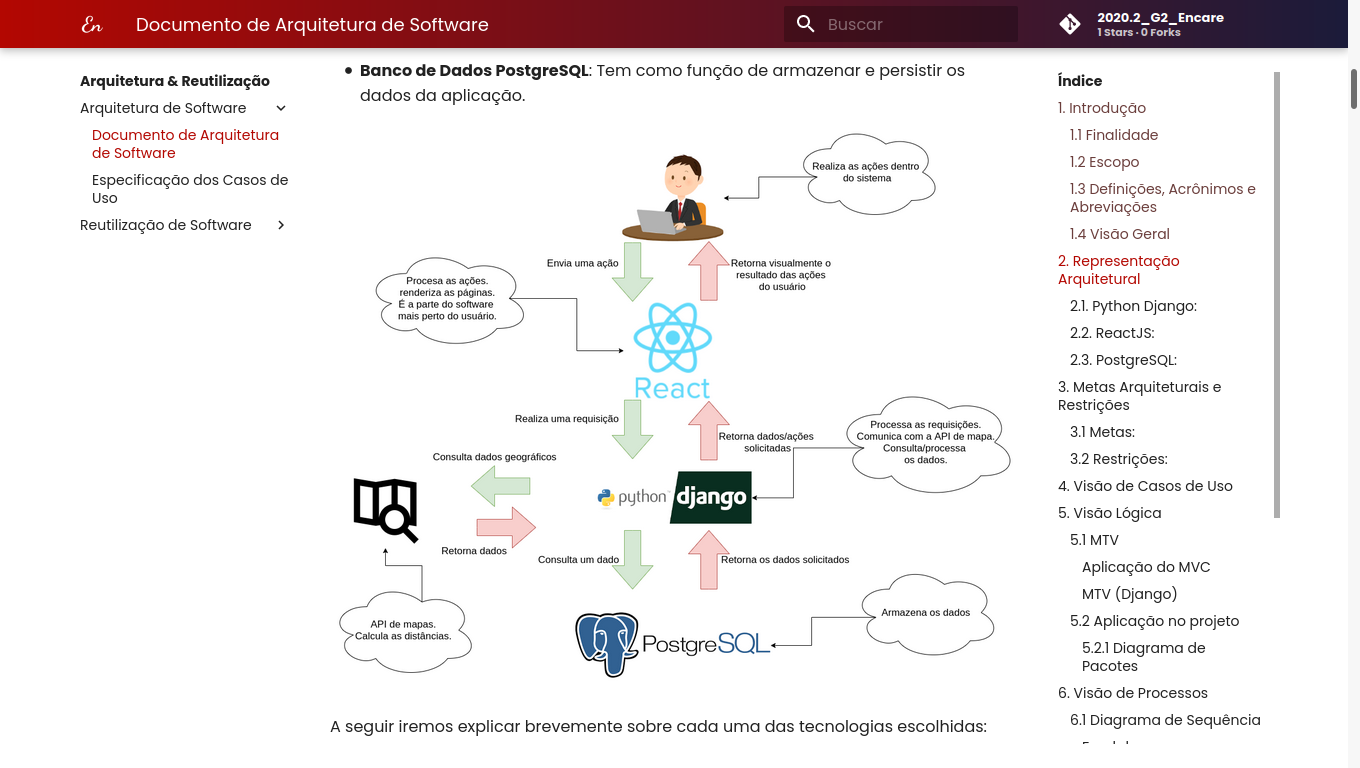 En
Documento de Arquitetura de Software
Buscar
2020.2_G2_Encare
1 Stars · 0 Forks
Arquitetura & Reutilização
Arquitetura de Software
Documento de Arquitetura
de Software
Especificação dos Casos de
Uso
Reutilização de Software
• Banco de Dados PostgreSQL: Tem como função de armazenar e persistir os
dados da aplicação.
Realiza as ações dentro
do sistema
Envia uma ação
Retorna visualmente o
resultado das ações
do usuário
Procesa as ações.
renderiza as páginas.
É a parte do software
mais perto do usuário.
React
Realiza uma requisição
Retorna dados/ações
solicitadas
Processa as requisições.
Comunica com a API de mapa.
Consulta/processa
os dados.
Consulta dados geográficos
python
django
Retorna dados
Consulta um dado
Retorna os dados solicitados
API de mapas.
Calcula as distâncias.
Armazena os dados
PostgreSQL
A seguir iremos explicar brevemente sobre cada uma das tecnologias escolhidas:
Índice
1. Introdução
1.1 Finalidade
1.2 Escopo
1.3 Definições, Acrônimos e
Abreviações
1.4 Visão Geral
2. Representação
Arquitetural
2.1. Python Django:
2.2. ReactJS:
2.3. PostgreSQL:
3. Metas Arquiteturais e
Restrições
3.1 Metas:
3.2 Restrições:
4. Visão de Casos de Uso
5. Visão Lógica
5.1 MTV
Aplicação do MVC
MTV (Django)
5.2 Aplicação no projeto
5.2.1 Diagrama de
Pacotes
6. Visão de Processos
6.1 Diagrama de Sequência